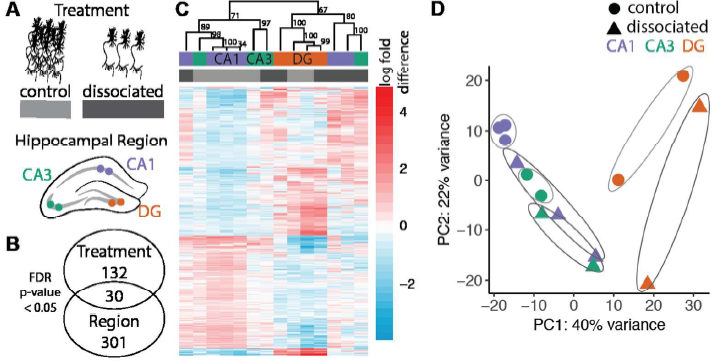 A
Treatment
control
dissociated
Hippocampal Region
CA3
CA1
DG
B
Treatment
132
30
Region
301
FDR
p-value
< 0.05
C
71
67
89
98
100
34
97
100
100
99
80
100
CA1
CA3
DG
log fold
difference
4
2
0
−2
D
control
dissociated
CA1 CA3 DG
PC2: 22% variance
20
10
0
−10
−20
−20 −10 0 10 20 30
PC1: 40% variance